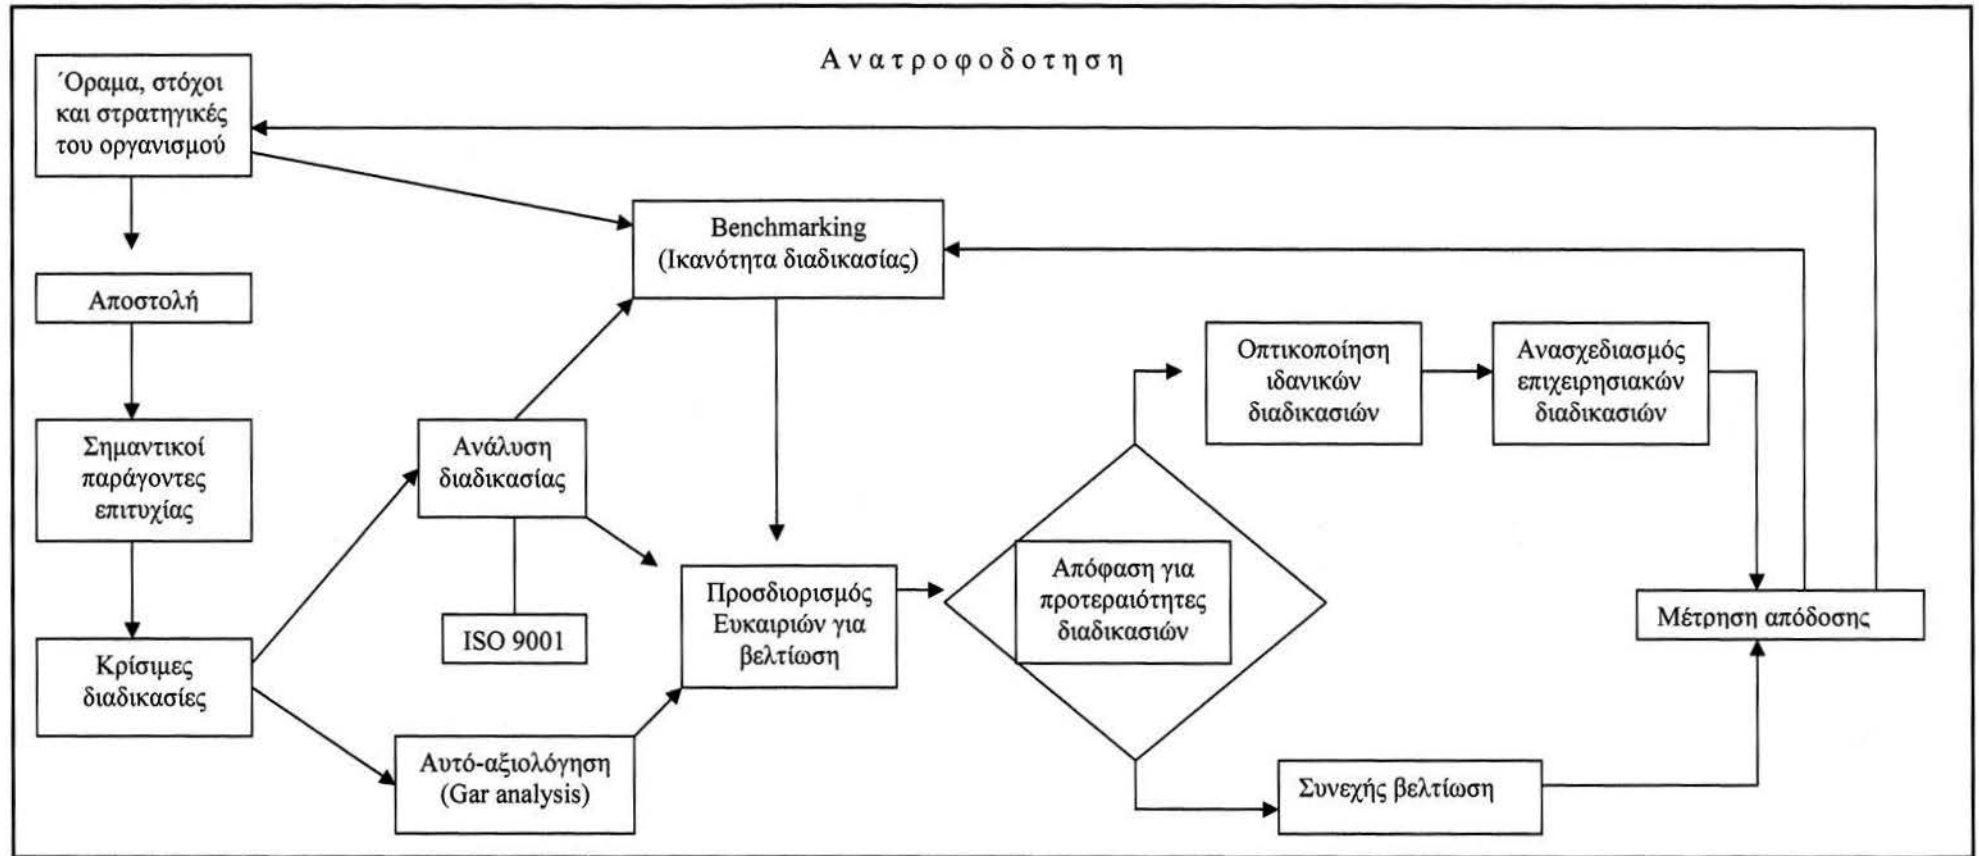 Ανατροφοδοτηση
Όραμα, στόχοι
και στρατηγικές
του οργανισμού
Benchmarking
(Ικανότητα διαδικασίας)
Αποστολή
Σημαντικοί
παράγοντες
επιτυχίας
Κρίσιμες
διαδικασίες
Ανάλυση
διαδικασίας
ISO 9001
Αυτό-αξιολόγηση
(Gar analysis)
Προσδιορισμός
Ευκαιριών για
βελτίωση
Απόφαση για
προτεραιότητες
διαδικασιών
Οπτικοποίηση
ιδανικών
διαδικασιών
Ανασχεδιασμός
επιχειρησιακών
διαδικασιών
Μέτρηση απόδοσης
Συνεχής βελτίωση